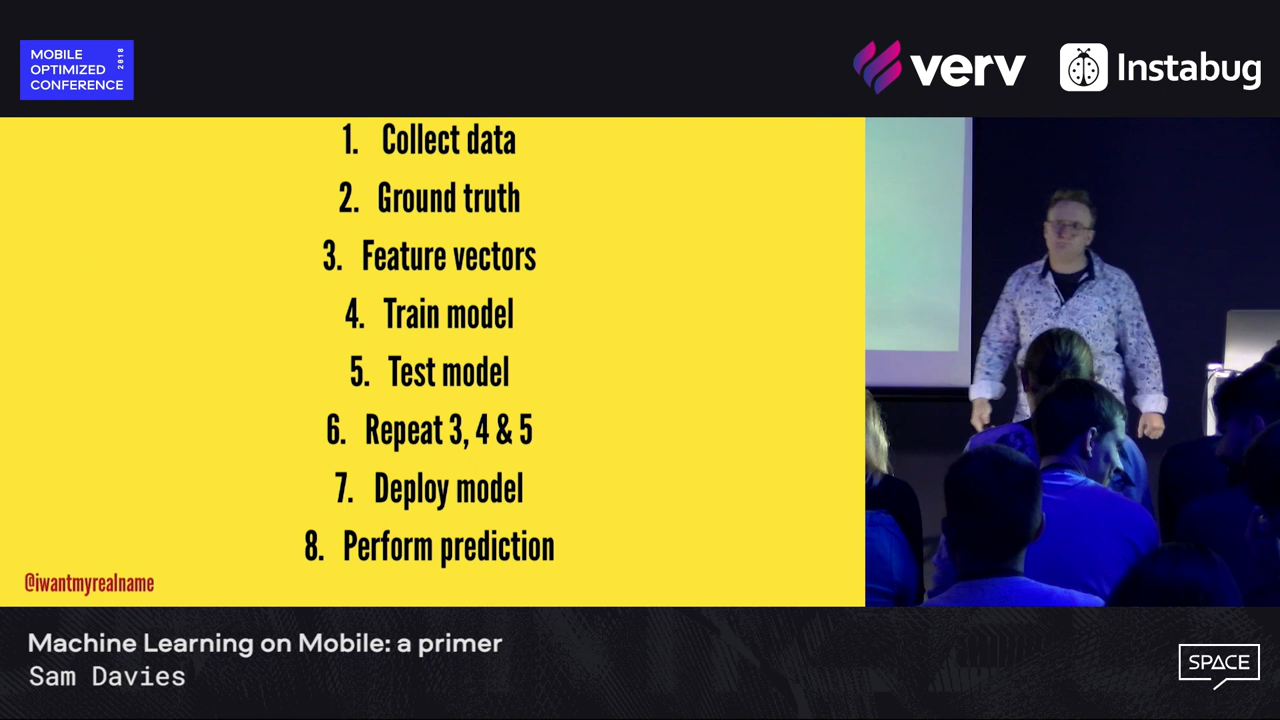 MOBILE
OPTIMIZED
CONFERENCE
2018
verv
Instabug
1. Collect data
2. Ground truth
3. Feature vectors
4. Train model
5. Test model
6. Repeat 3, 4 & 5
7. Deploy model
8. Perform prediction
@iwantmyrealname
Machine Learning on Mobile: a primer
Sam Davies
SPACE